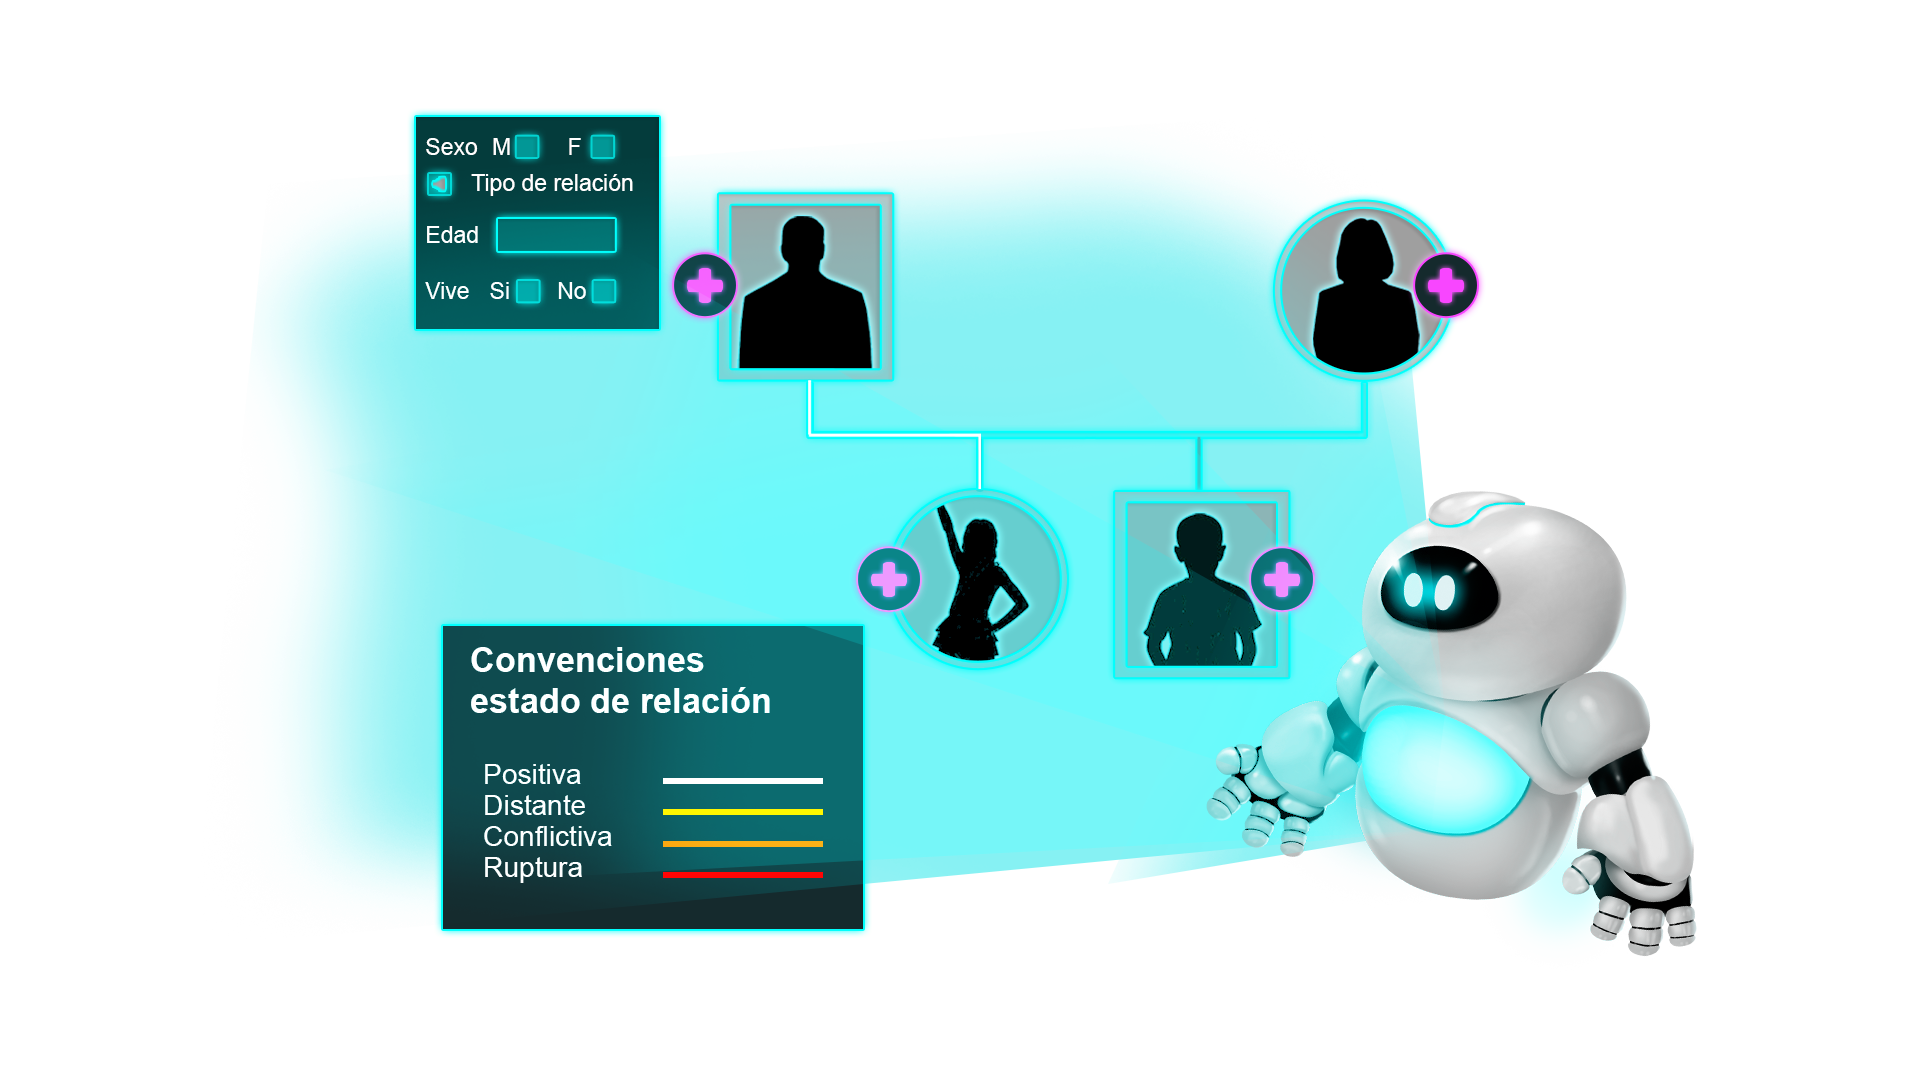 Sexo M F
Tipo de relación
Edad
Vive Si No
Convenciones
estado de relación
Positiva
Distante
Conflictiva
Ruptura